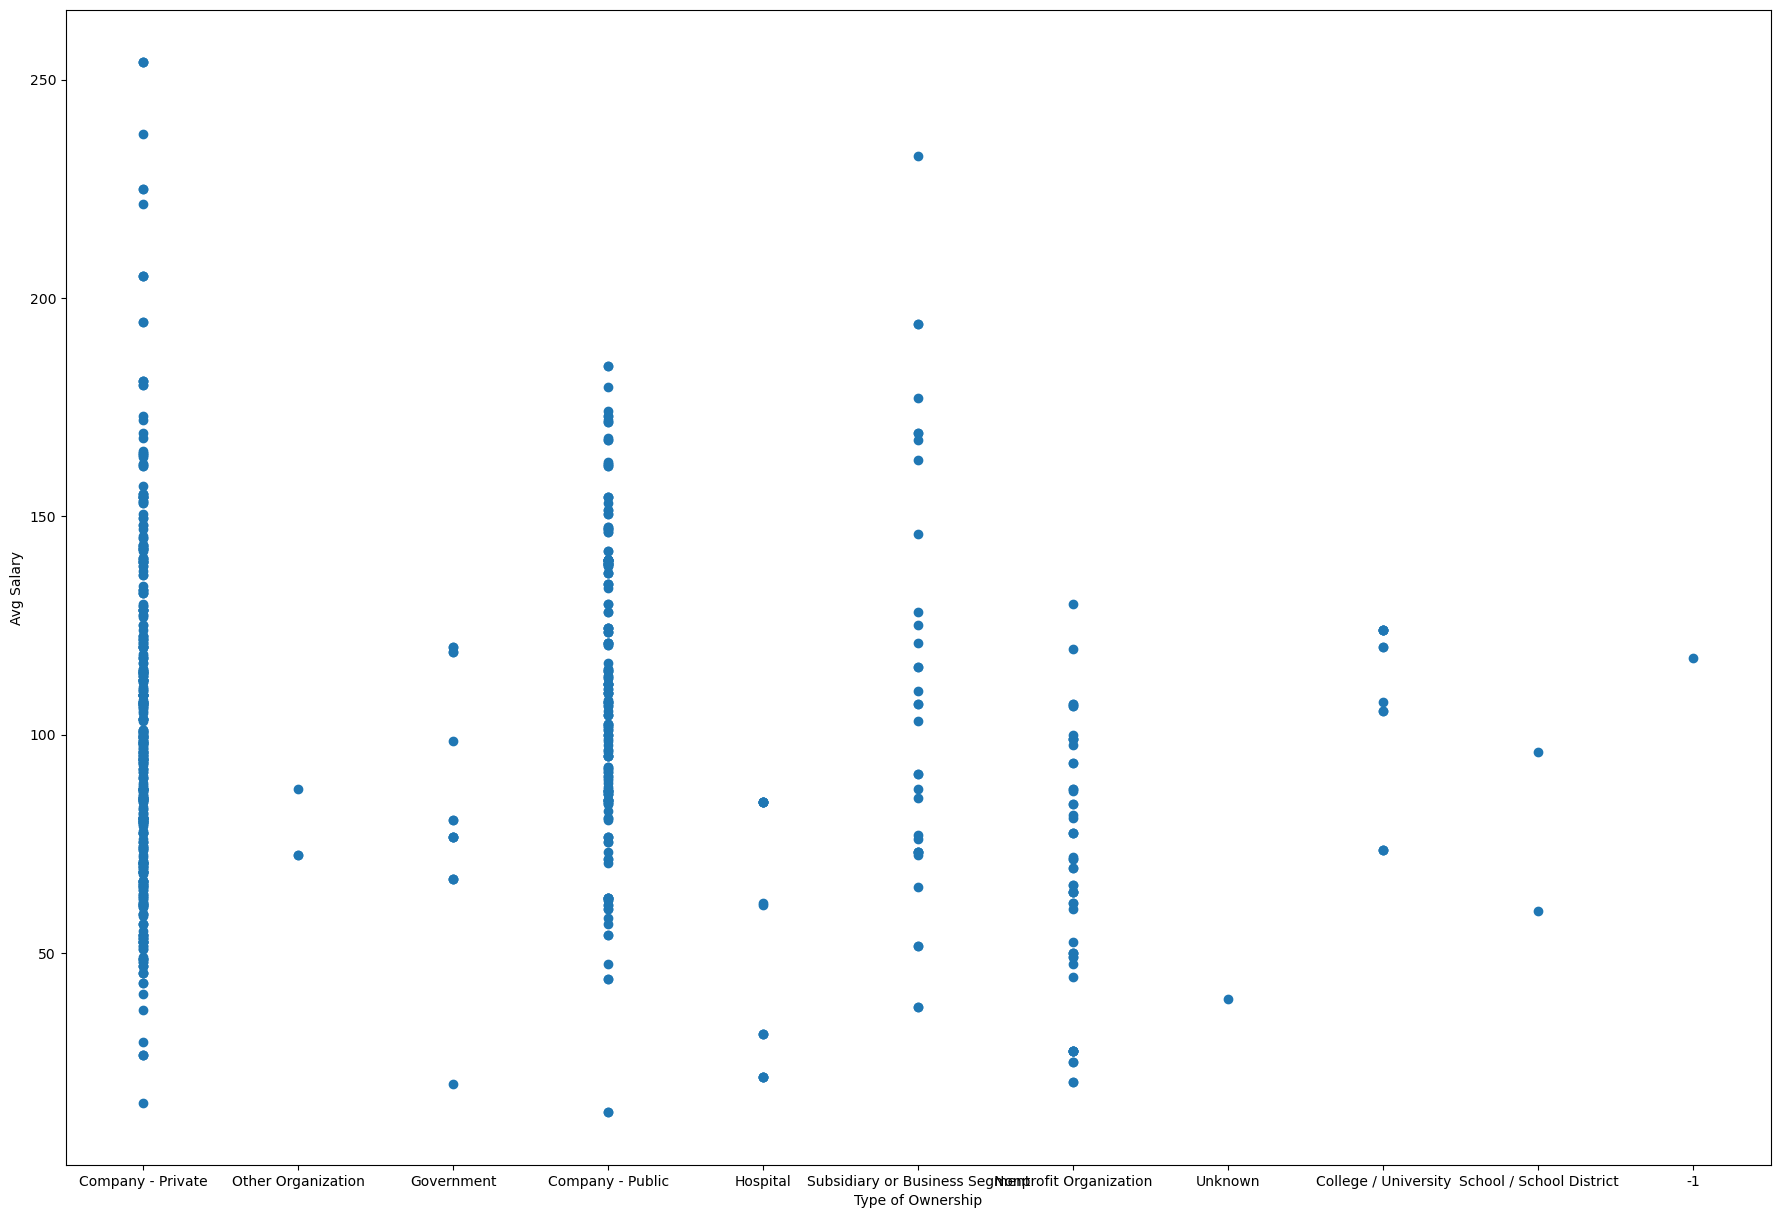 250
200
150
100
50
Avg Salary
Company - Private Other Organization Government Company - Public Hospital Subsidiary or Business Segment Nonprofit Organization Unknown College / University School / School District -1
Type of Ownership